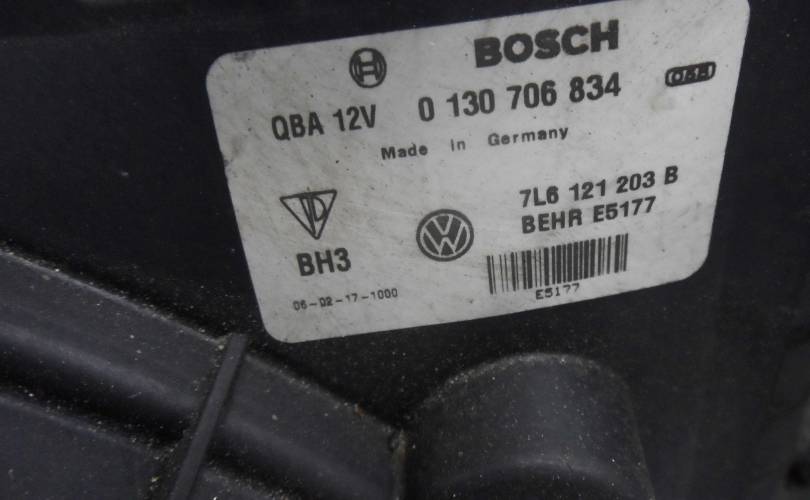 BOSCH
QBA 12V 0 130 706 834
Made in Germany
7L6 121 203 B
BEHR E5177
BH3
06-02-17-1000
E5177